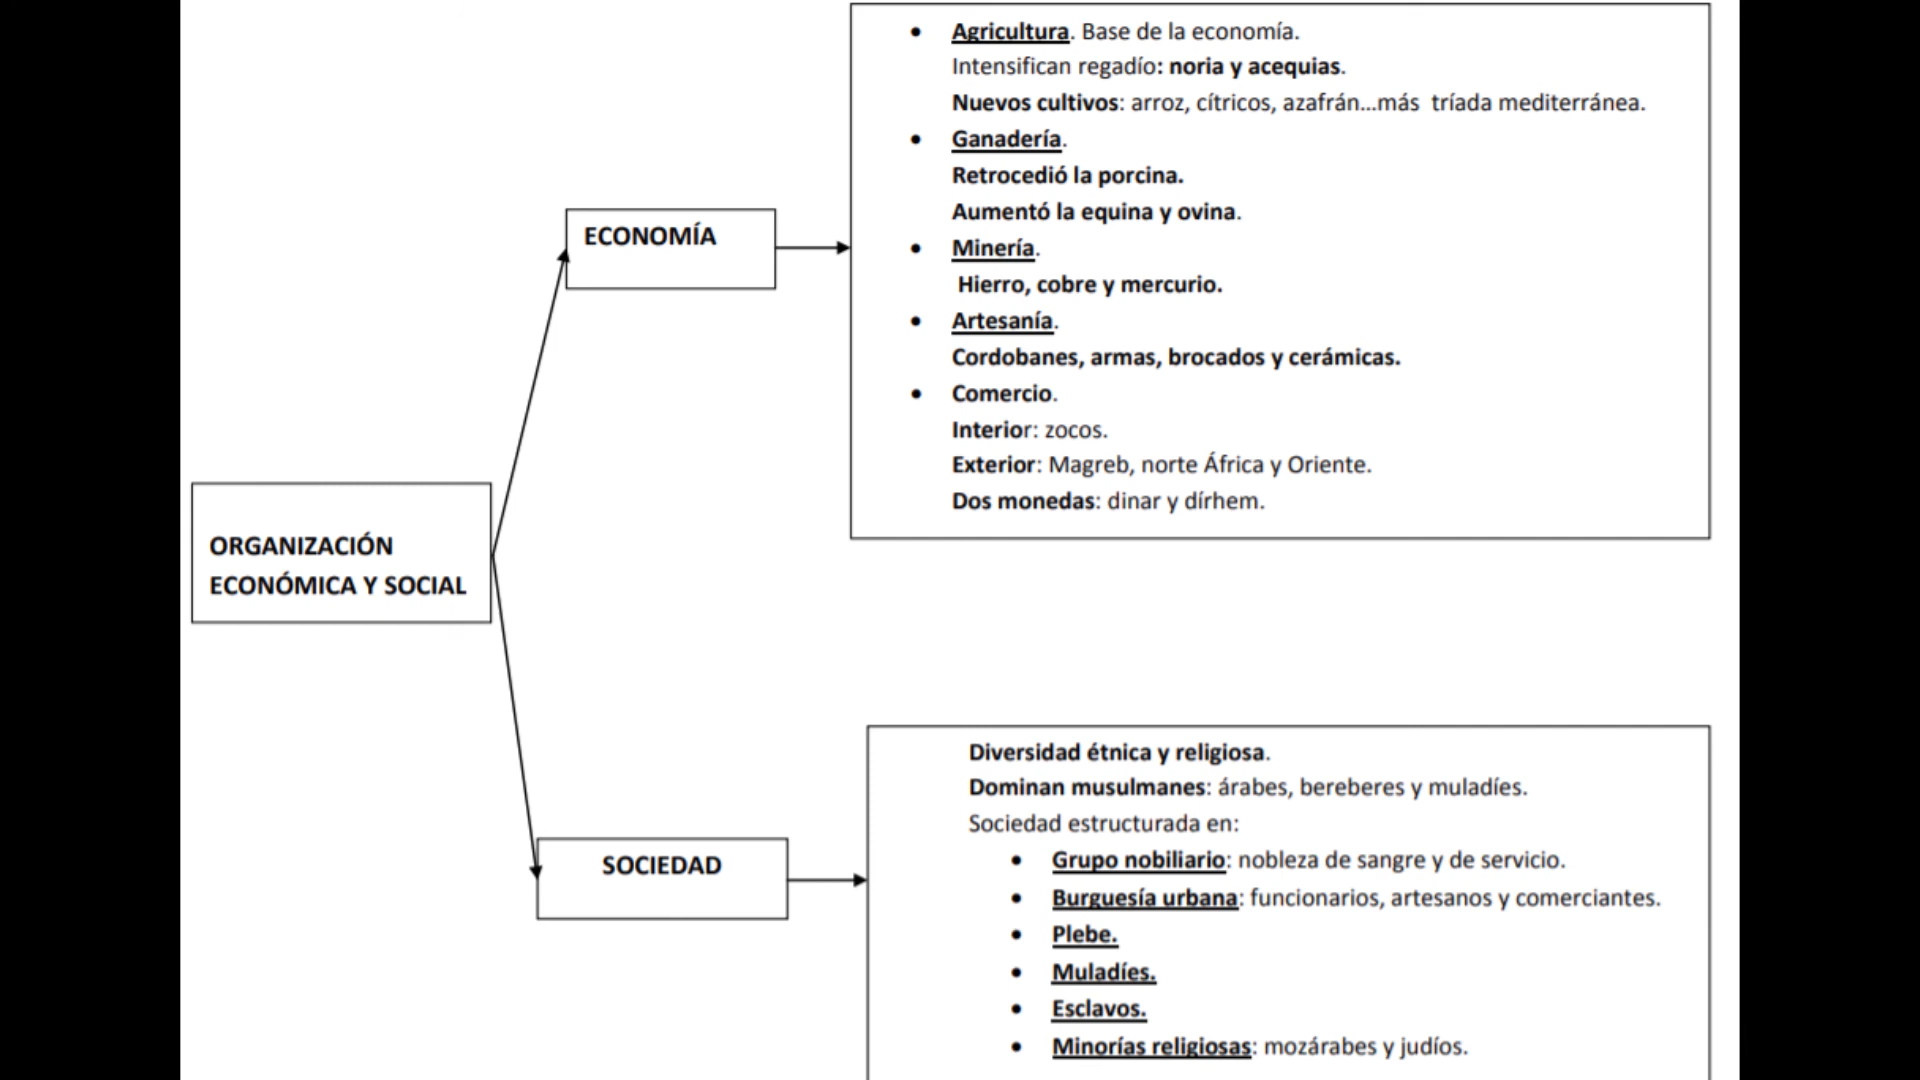 Agricultura. Base de la economía.
Intensifican regadío: noria y acequias.
Nuevos cultivos: arroz, cítricos, azafrán...más tríada mediterránea.
Ganadería.
Retrocedió la porcina.
Aumentó la equina y ovina.
Minería.
Hierro, cobre y mercurio.
Artesanía.
Cordobanes, armas, brocados y cerámicas.
Comercio.
Interior: zocos.
Exterior: Magreb, norte África y Oriente.
Dos monedas: dinar y dírhem.
ECONOMÍA
ORGANIZACIÓN
ECONÓMICA Y SOCIAL
SOCIEDAD
Diversidad étnica y religiosa.
Dominan musulmanes: árabes, bereberes y muladíes.
Sociedad estructurada en:
Grupo nobiliario: nobleza de sangre y de servicio.
Burguesía urbana: funcionarios, artesanos y comerciantes.
Plebe.
Muladíes.
Esclavos.
Minorías religiosas: mozárabes y judíos.